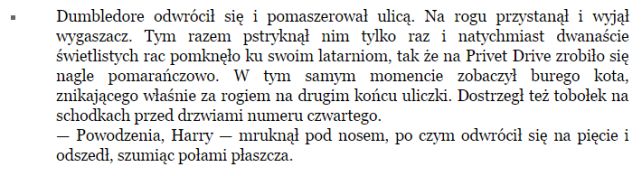 Dumbledore odwrócił się i pomaszerował ulicą. Na rogu przystanął i wyjął
wygaszacz. Tym razem pstryknął nim tylko raz i natychmiast dwanaście
świetlistych rac pomknęło ku swoim latarniom, tak że na Privet Drive zrobiło się
nagle pomarańczowo. W tym samym momencie zobaczył burego kota,
znikającego właśnie za rogiem na drugim końcu uliczki. Dostrzegł też tobołek na
schodkach przed drzwiami numeru czwartego.
— Powodzenia, Harry — mruknął pod nosem, po czym odwrócił się na pięcie i
odszedł, szumiąc połami płaszcza.